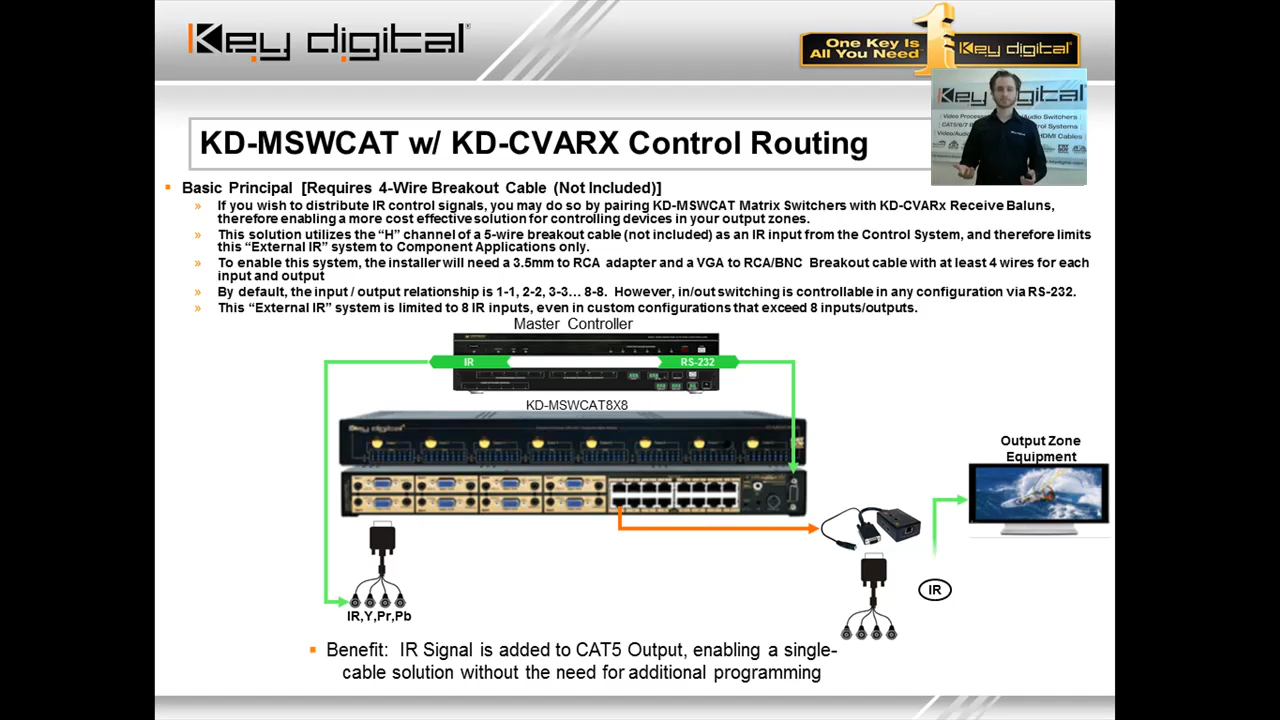 Key digital
One Key Is
All You Need
Key digital
Key digital
KD-MSWCAT w/ KD-CVARX Control Routing
Basic Principal [Requires 4-Wire Breakout Cable (Not Included)]
If you wish to distribute IR control signals, you may do so by pairing KD-MSWCAT Matrix Switchers with KD-CVARx Receive Baluns,
therefore enabling a more cost effective solution for controlling devices in your output zones.
This solution utilizes the “H” channel of a 5-wire breakout cable (not included) as an IR input from the Control System, and therefore limits
this “External IR” system to Component Applications only.
To enable this system, the installer will need a 3.5mm to RCA adapter and a VGA to RCA/BNC Breakout cable with at least 4 wires for each
input and output
By default, the input / output relationship is 1-1, 2-2, 3-3… 8-8. However, in/out switching is controllable in any configuration via RS-232.
This “External IR” system is limited to 8 IR inputs, even in custom configurations that exceed 8 inputs/outputs.
Master Controller
IR
RS-232
KD-MSWCAT8X8
Key digital
Output Zone
Equipment
IR
IR,Y,Pr,Pb
Benefit: IR Signal is added to CAT5 Output, enabling a single-
cable solution without the need for additional programming